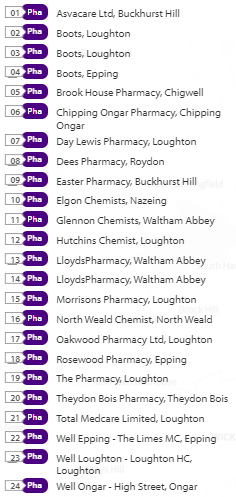 01 Pha Asvacare Ltd, Buckhurst Hill
02 Pha Boots, Loughton
03 Pha Boots, Loughton
04 Pha Boots, Epping
05 Pha Brook House Pharmacy, Chigwell
06 Pha Chipping Ongar Pharmacy, Chipping
Ongar
07 Pha Day Lewis Pharmacy, Loughton
08 Pha Dees Pharmacy, Roydon
09 Pha Easter Pharmacy, Buckhurst Hill
10 Pha Elgon Chemists, Nazeing
11 Pha Glennon Chemists, Waltham Abbey
12 Pha Hutchins Chemist, Loughton
13 Pha LloydsPharmacy, Waltham Abbey
14 Pha LloydsPharmacy, Waltham Abbey
15 Pha Morrisons Pharmacy, Loughton
16 Pha North Weald Chemist, North Weald
17 Pha Oakwood Pharmacy Ltd, Loughton
18 Pha Rosewood Pharmacy, Epping
19 Pha The Pharmacy, Loughton
20 Pha Theydon Bois Pharmacy, Theydon Bois
21 Pha Total Medcare Limited, Loughton
22 Pha Well Epping - The Limes MC, Epping
23 Pha Well Loughton - Loughton HC,
Loughton
24 Pha Well Ongar - High Street, Ongar